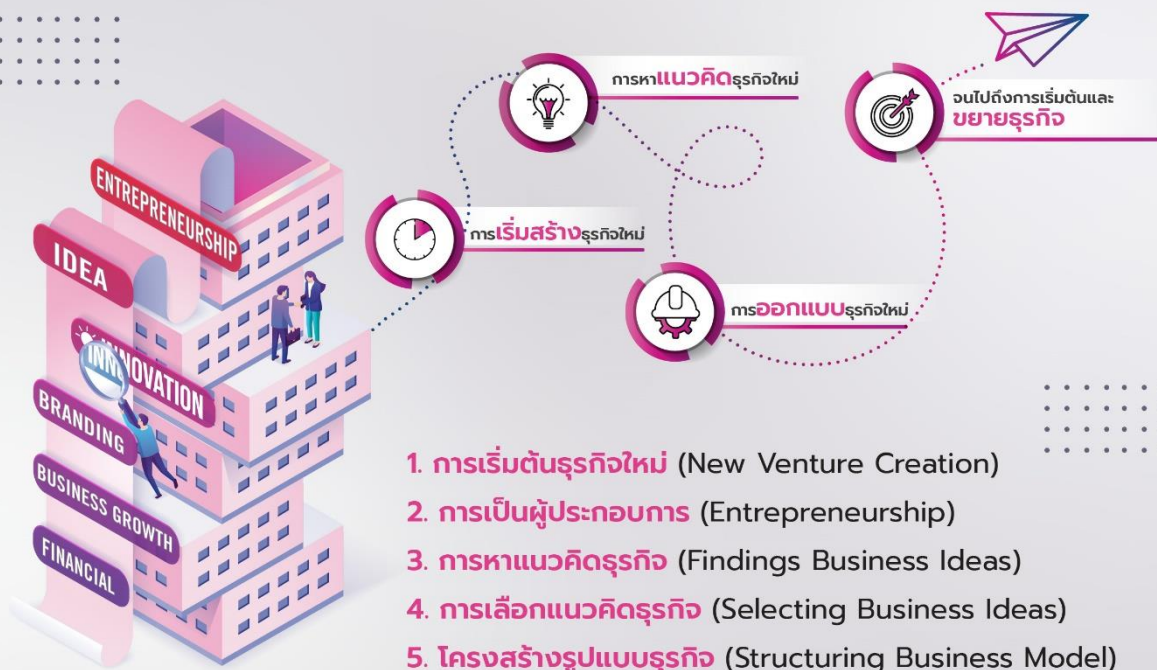 ENTREPRENEURSHIP
IDEA
INNOVATION
BRANDING
BUSINESS GROWTH
FINANCIAL
การเริ่มสร้างธุรกิจใหม่
การหาแนวคิดธุรกิจใหม่
การออกแบบธุรกิจใหม่
จนไปถึงการเริ่มต้นและ
ขยายธุรกิจ
1. การเริ่มต้นธุรกิจใหม่ (New Venture Creation)
2. การเป็นผู้ประกอบการ (Entrepreneurship)
3. การหาแนวคิดธุรกิจ (Findings Business Ideas)
4. การเลือกแนวคิดธุรกิจ (Selecting Business Ideas)
5. โครงสร้างรูปแบบธุรกิจ (Structuring Business Model)